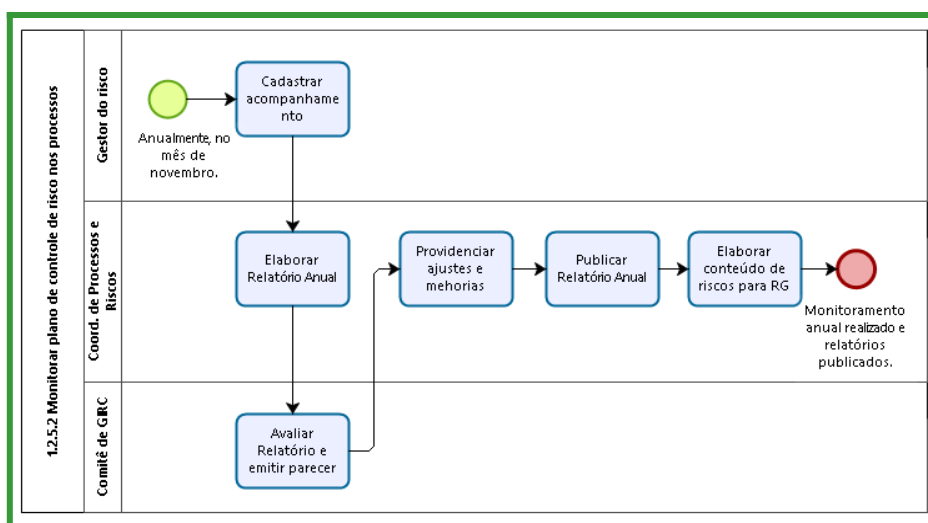 1.2.5.2 Monitorar plano de controle de risco nos processos
Gestor do risco
Cadastrar
acompanhame
nto
Anualmente, no
mês de
novembro.
Coord. de Processos e
Riscos
Elaborar
Relatório Anual
Providenciar
ajustes e
mehorias
Publicar
Relatório Anual
Elaborar
conteúdo de
riscos para RG
Monitoramento
anual realizado e
relatórios
publicados.
Comitê de GIRC
Avaliar
Relatório e
emitir parecer